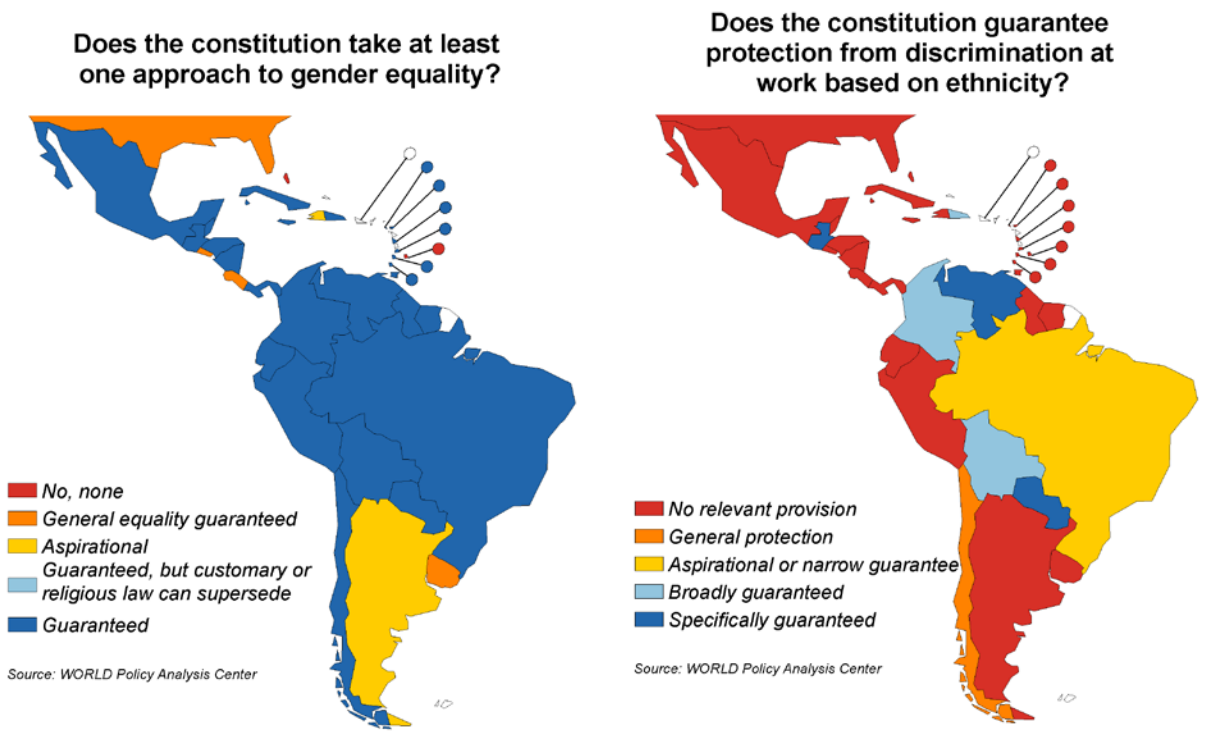 Does the constitution take at least
one approach to gender equality?
No, none
General equality guaranteed
Aspirational
Guaranteed, but customary or
religious law can supersede
Guaranteed
Source: WORLD Policy Analysis Center
Does the constitution guarantee
protection from discrimination at
work based on ethnicity?
No relevant provision
General protection
Aspirational or narrow guarantee
Broadly guaranteed
Specifically guaranteed
Source: WORLD Policy Analysis Center